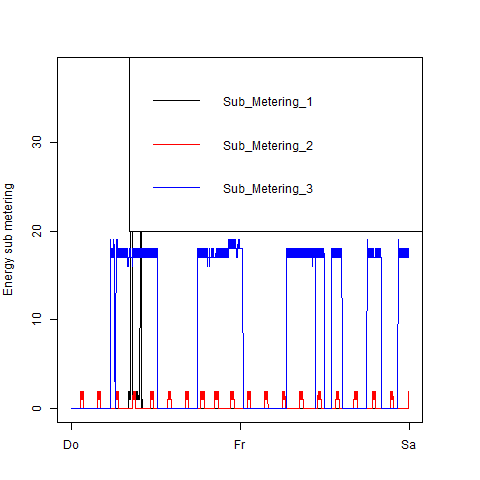 Sub_Metering_1
Sub_Metering_2
Sub_Metering_3
Energy sub metering
30
20
10
0
Do
Fr
Sa